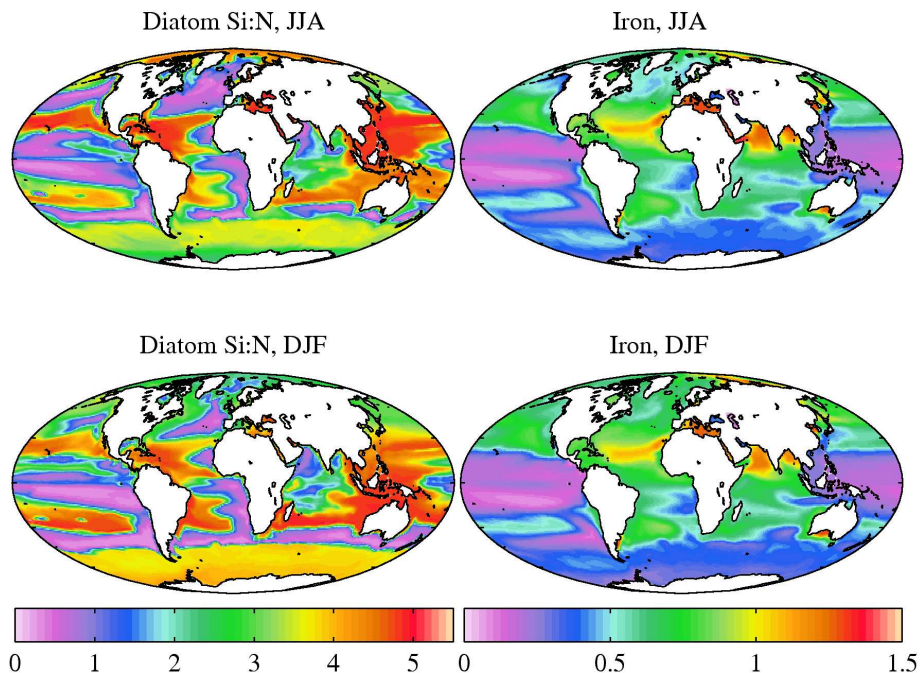 Diatom Si:N, JJA
Iron, JJA
Diatom Si:N, DJF
Iron, DJF
0 1 2 3 4 5
0 0.5 1 1.5